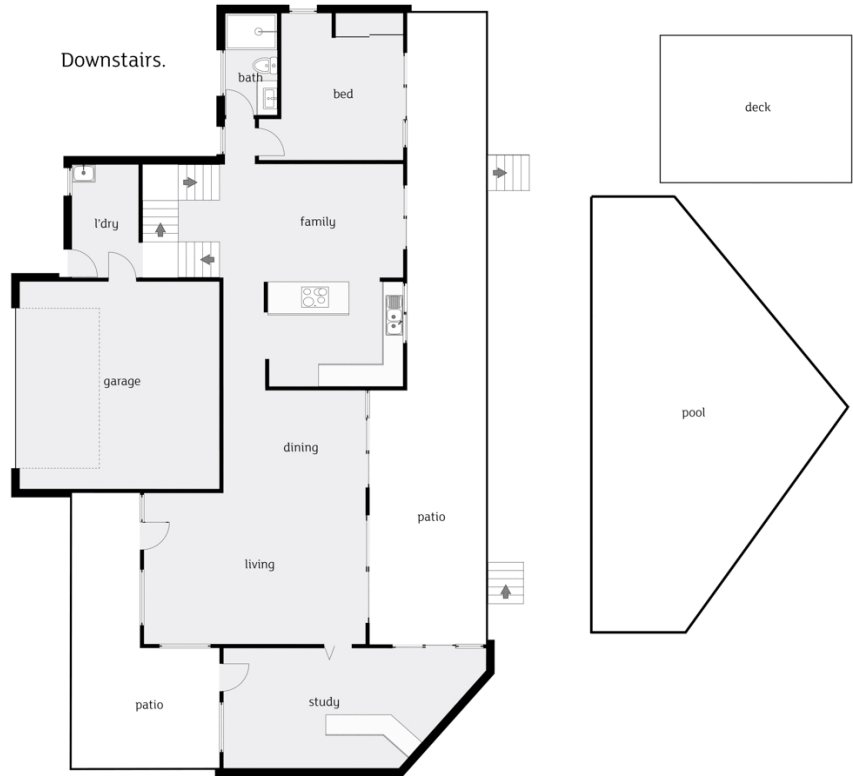 Downstairs.
bath
bed
deck
l'dry
family
garage
pool
dining
patio
living
patio
study